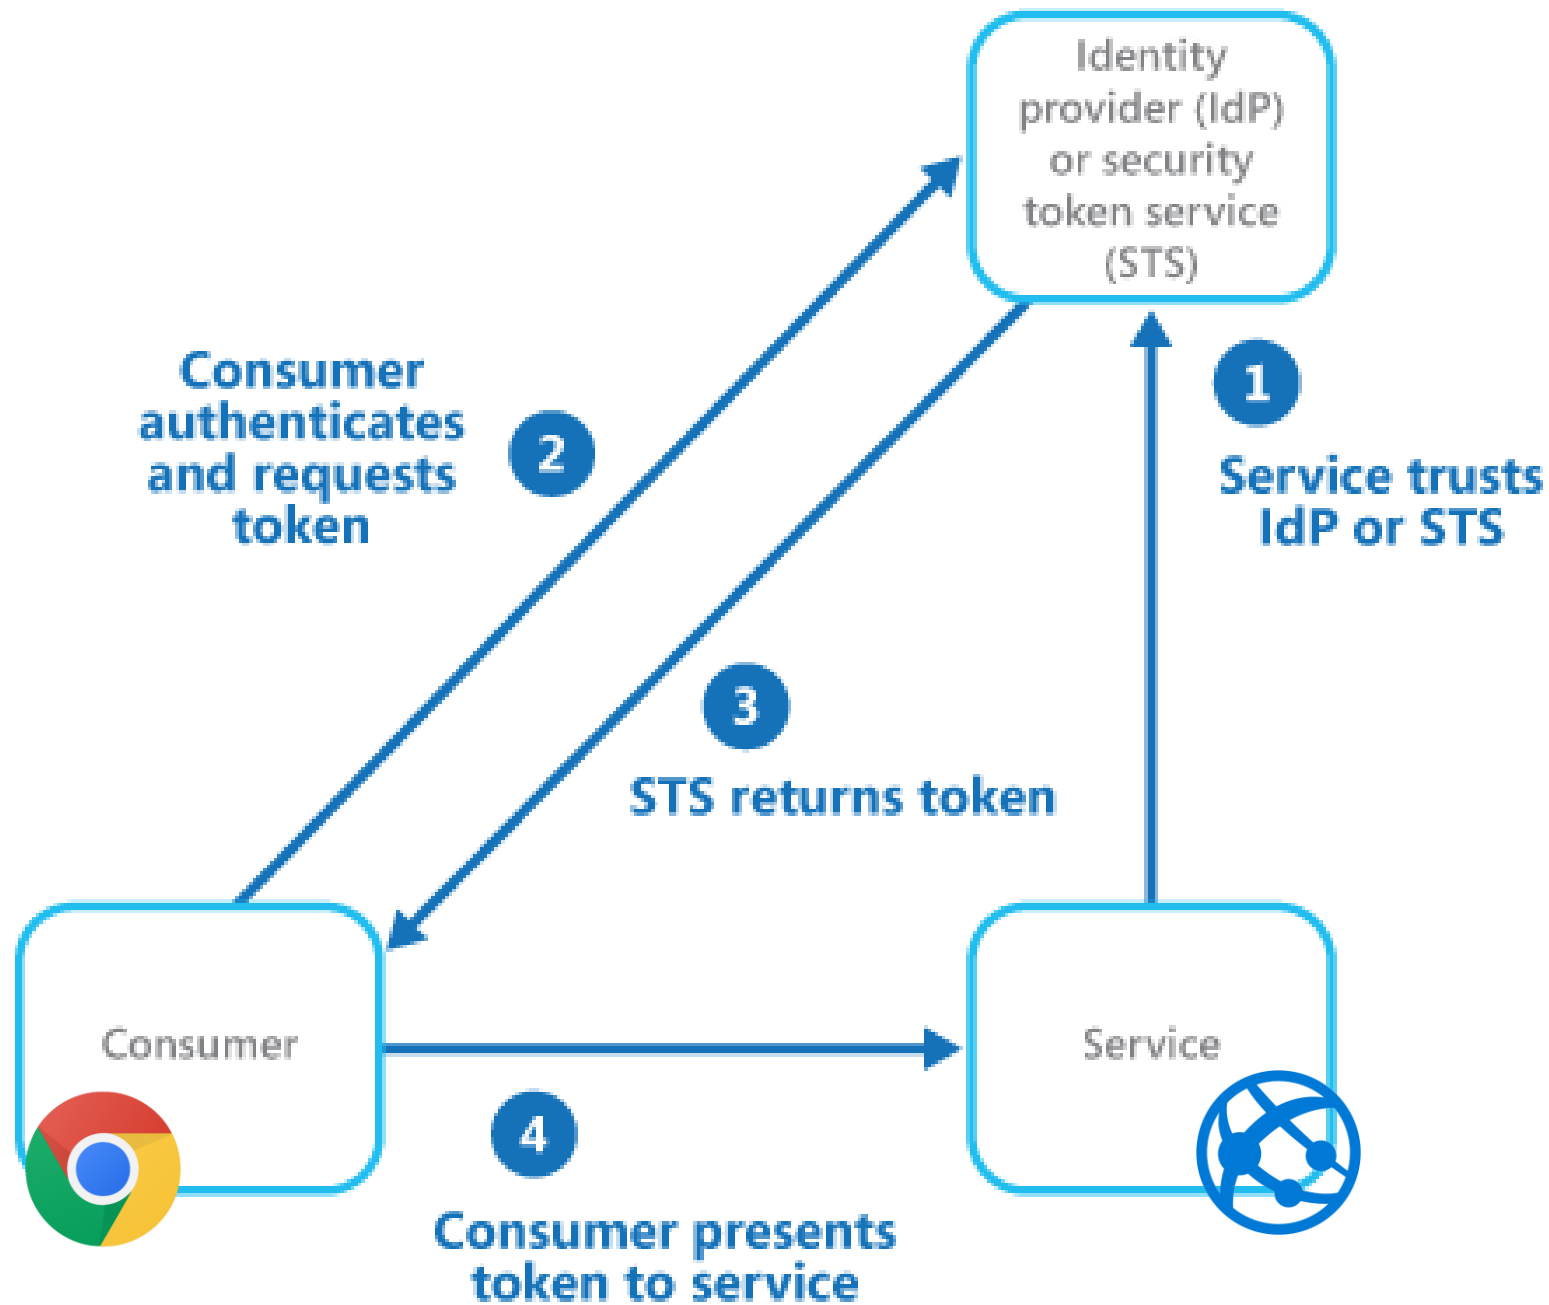 Identity
provider (IdP)
or security
token service
(STS)
1
Service trusts
IdP or STS
Consumer
authenticates
and requests
token
2
3
STS returns token
Consumer
Service
4
Consumer presents
token to service